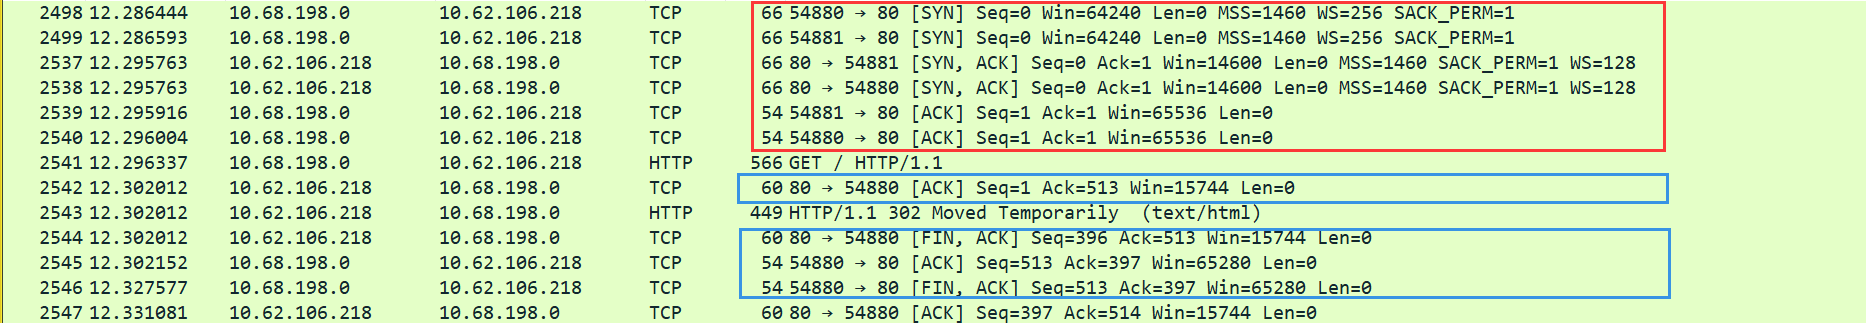 2498 12.286444 10.68.198.0 10.62.106.218 TCP 66 54880 → 80 [SYN] Seq=0 Win=64240 Len=0 MSS=1460 WS=256 SACK_PERM=1
2499 12.286593 10.68.198.0 10.62.106.218 TCP 66 54881 → 80 [SYN] Seq=0 Win=64240 Len=0 MSS=1460 WS=256 SACK_PERM=1
2537 12.295763 10.62.106.218 10.68.198.0 TCP 66 80 → 54881 [SYN, ACK] Seq=0 Ack=1 Win=14600 Len=0 MSS=1460 SACK_PERM=1 WS=128
2538 12.295763 10.62.106.218 10.68.198.0 TCP 66 80 → 54880 [SYN, ACK] Seq=0 Ack=1 Win=14600 Len=0 MSS=1460 SACK_PERM=1 WS=128
2539 12.295916 10.68.198.0 10.62.106.218 TCP 54 54881 → 80 [ACK] Seq=1 Ack=1 Win=65536 Len=0
2540 12.296004 10.68.198.0 10.62.106.218 TCP 54 54880 → 80 [ACK] Seq=1 Ack=1 Win=65536 Len=0
2541 12.296337 10.68.198.0 10.62.106.218 HTTP 566 GET / HTTP/1.1
2542 12.302012 10.62.106.218 10.68.198.0 TCP 60 80 → 54880 [ACK] Seq=1 Ack=513 Win=15744 Len=0
2543 12.302012 10.62.106.218 10.68.198.0 HTTP 449 HTTP/1.1 302 Moved Temporarily (text/html)
2544 12.302012 10.62.106.218 10.68.198.0 TCP 60 80 → 54880 [FIN, ACK] Seq=396 Ack=513 Win=15744 Len=0
2545 12.302152 10.68.198.0 10.62.106.218 TCP 54 54880 → 80 [ACK] Seq=513 Ack=397 Win=65280 Len=0
2546 12.327577 10.68.198.0 10.62.106.218 TCP 54 54880 → 80 [FIN, ACK] Seq=513 Ack=397 Win=65280 Len=0
2547 12.331081 10.62.106.218 10.68.198.0 TCP 60 80 → 54880 [ACK] Seq=397 Ack=514 Win=15744 Len=0